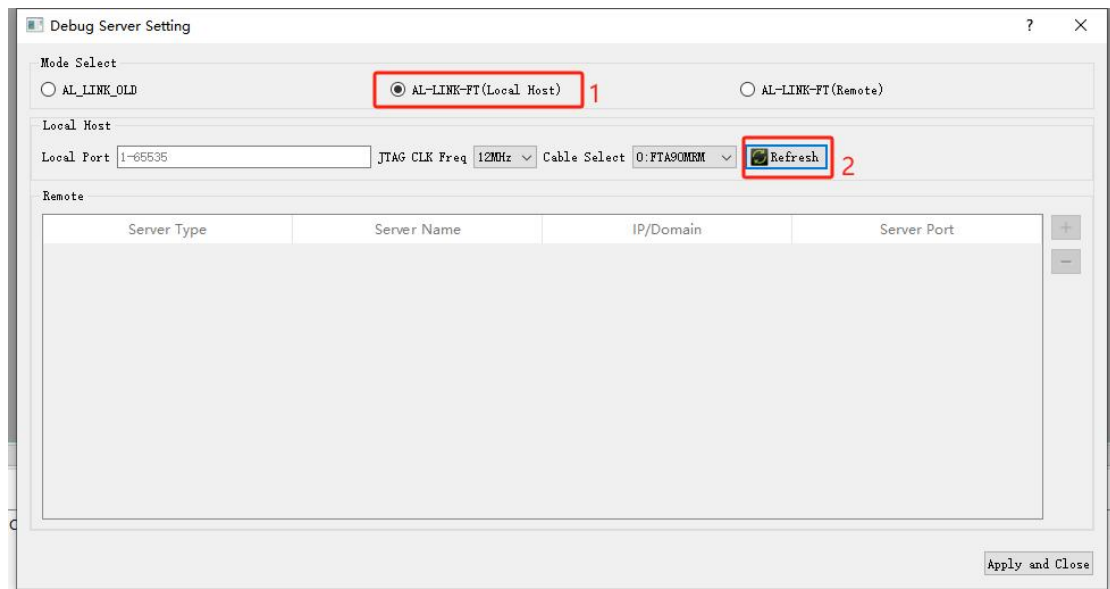 Debug Server Setting ? ×
Mode Select
AL_LINK_OLD AL-LINK-FT(Local Host) 1 AL-LINK-FT(Remote)
Local Host
Local Port 1-65535 JTAG CLK Freq 12MHz Cable Select 0:FTA90MRM Refresh 2
Remote
Server Type Server Name IP/Domain Server Port +
−
Apply and Close